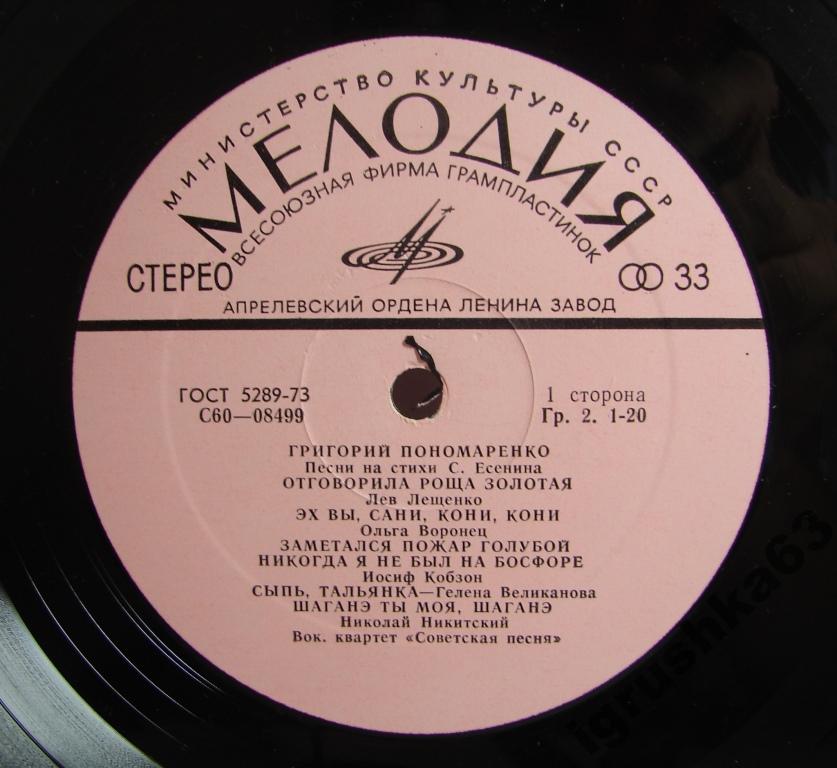 МИНИСТЕРСТВО КУЛЬТУРЫ СССР
МЕЛОДИЯ
ВСЕСОЮЗНАЯ ФИРМА ГРАМПЛАСТИНОК
СТЕРЕО
33
АПРЕЛЕВСКИЙ ОРДЕНА ЛЕНИНА ЗАВОД
ГОСТ 5289-73
С60—08499
1 сторона
Гр. 2. 1-20
ГРИГОРИЙ ПОНОМАРЕНКО
Песни на стихи С. Есенина
ОТГОВОРИЛА РОЩА ЗОЛОТАЯ
Лев Лещенко
ЭХ ВЫ, САНИ, КОНИ, КОНИ
Ольга Воронец
ЗАМЕТАЛСЯ ПОЖАР ГОЛУБОЙ
НИКОГДА Я НЕ БЫЛ НА БОСФОРЕ
Иосиф Кобзон
СЫПЬ, ТАЛЬЯНКА—Гелена Великанова
ШАГАНЭ ТЫ МОЯ, ШАГАНЭ
Николай Никитский
Вок. квартет «Советская песня»
igrushka63